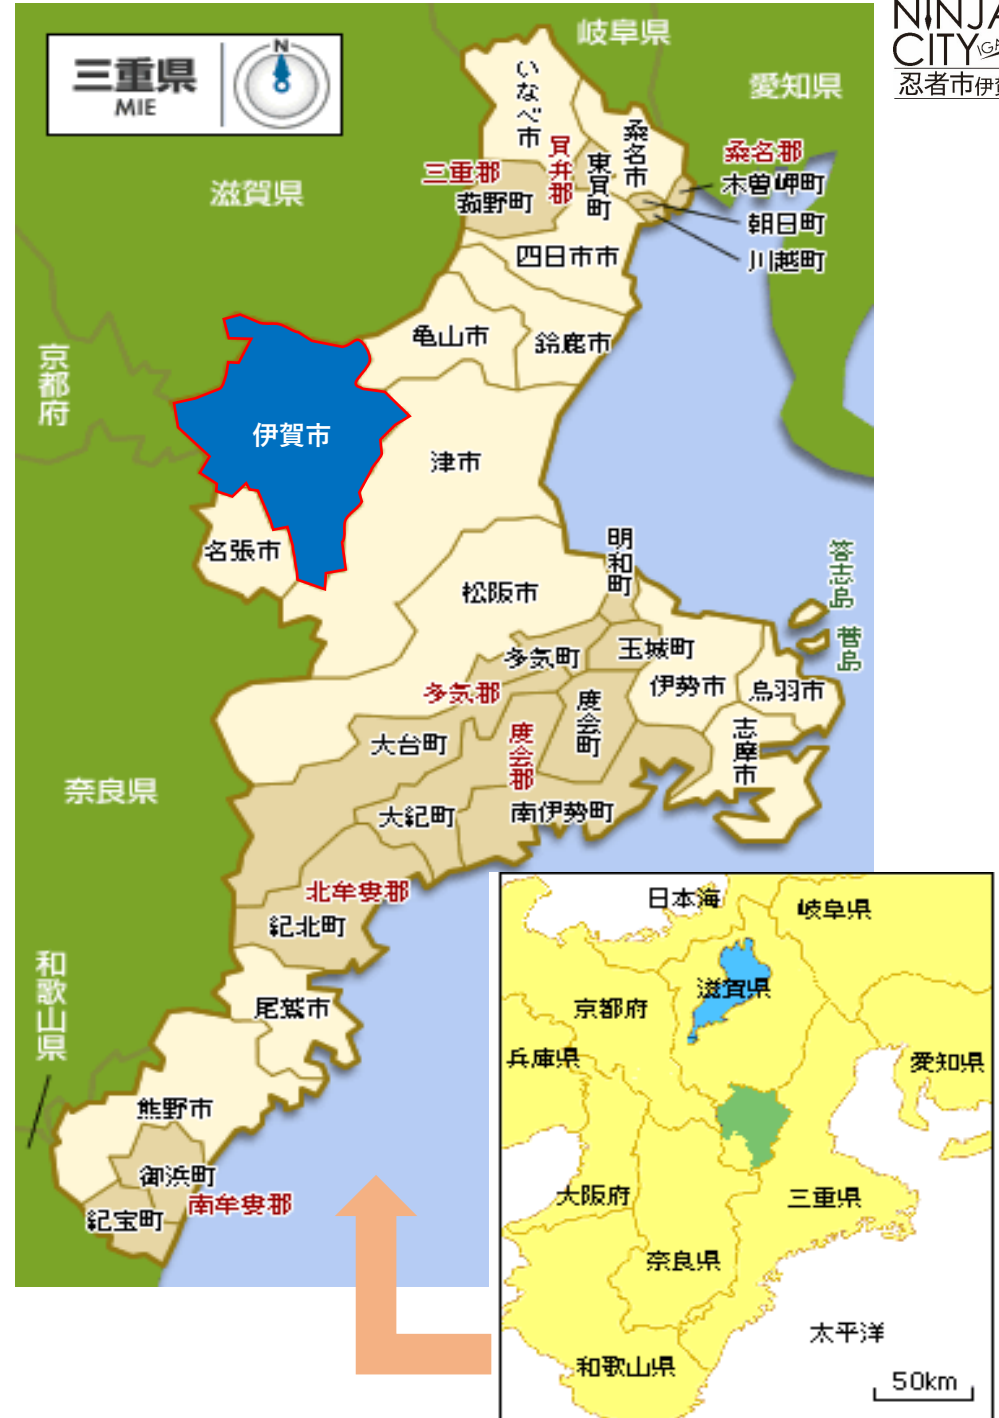 NINJA
CITY
忍者市伊賀
三重県
MIE
N
岐阜県
愛知県
滋賀県
京都府
奈良県
和歌山県
いなべ市
員弁郡
東員町
桑名市
桑名郡
木曽岬町
朝日町
川越町
三重郡
菰野町
四日市市
亀山市
鈴鹿市
伊賀市
津市
名張市
明和町
答志島
菅島
松阪市
多気町
玉城町
多気郡
伊勢市
鳥羽市
度会町
志摩市
大台町
度会郡
大紀町
南伊勢町
北牟婁郡
紀北町
尾鷲市
熊野市
御浜町
南牟婁郡
紀宝町
日本海
岐阜県
滋賀県
京都府
兵庫県
愛知県
大阪府
三重県
奈良県
太平洋
和歌山県
50km